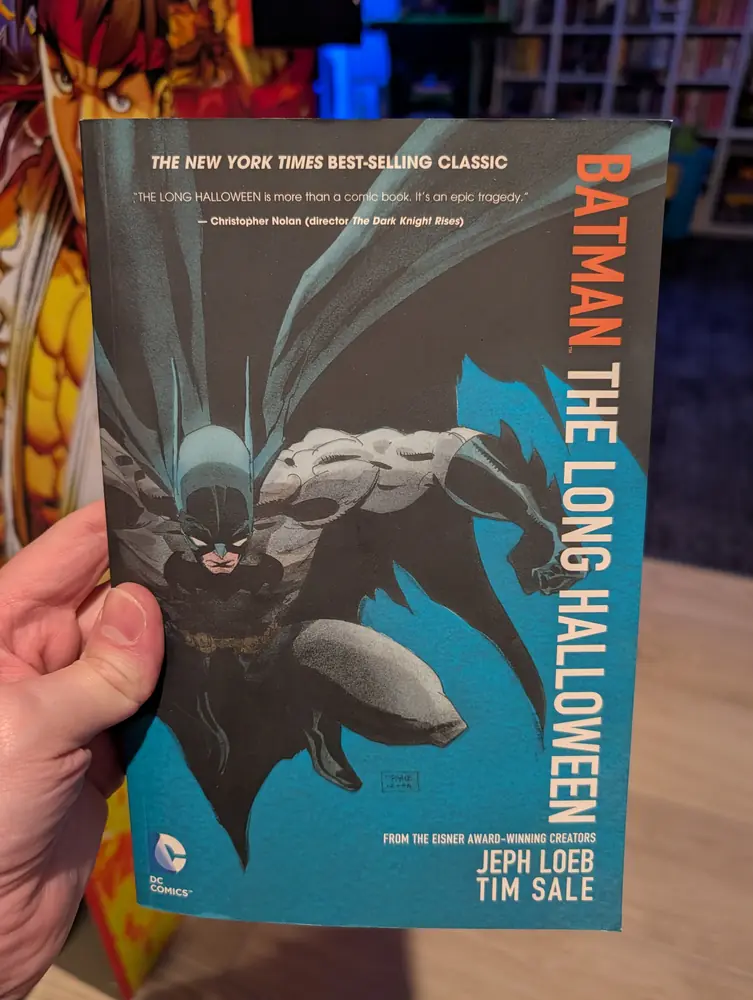 THE NEW YORK TIMES BEST-SELLING CLASSIC
"THE LONG HALLOWEEN is more than a comic book. It's an epic tragedy."
— Christopher Nolan (director The Dark Knight Rises)
BATMAN™ THE LONG HALLOWEEN
FROM THE EISNER AWARD-WINNING CREATORS
JEPH LOEB
TIM SALE
DC
COMICS™